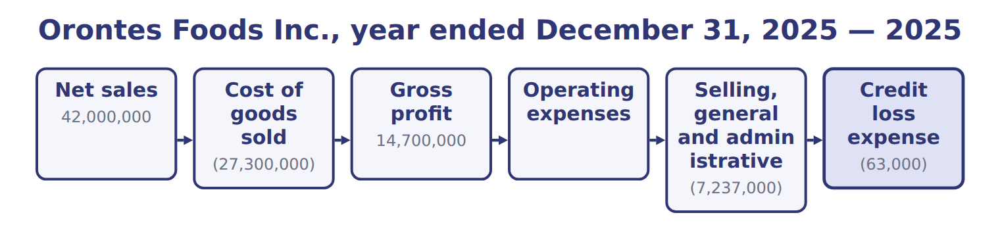 Orontes Foods Inc., year ended December 31, 2025 — 2025
Net sales
42,000,000
Cost of
goods
sold
(27,300,000)
Gross
profit
14,700,000
Operating
expenses
Selling,
general
and admin
istrative
(7,237,000)
Credit
loss
expense
(63,000)